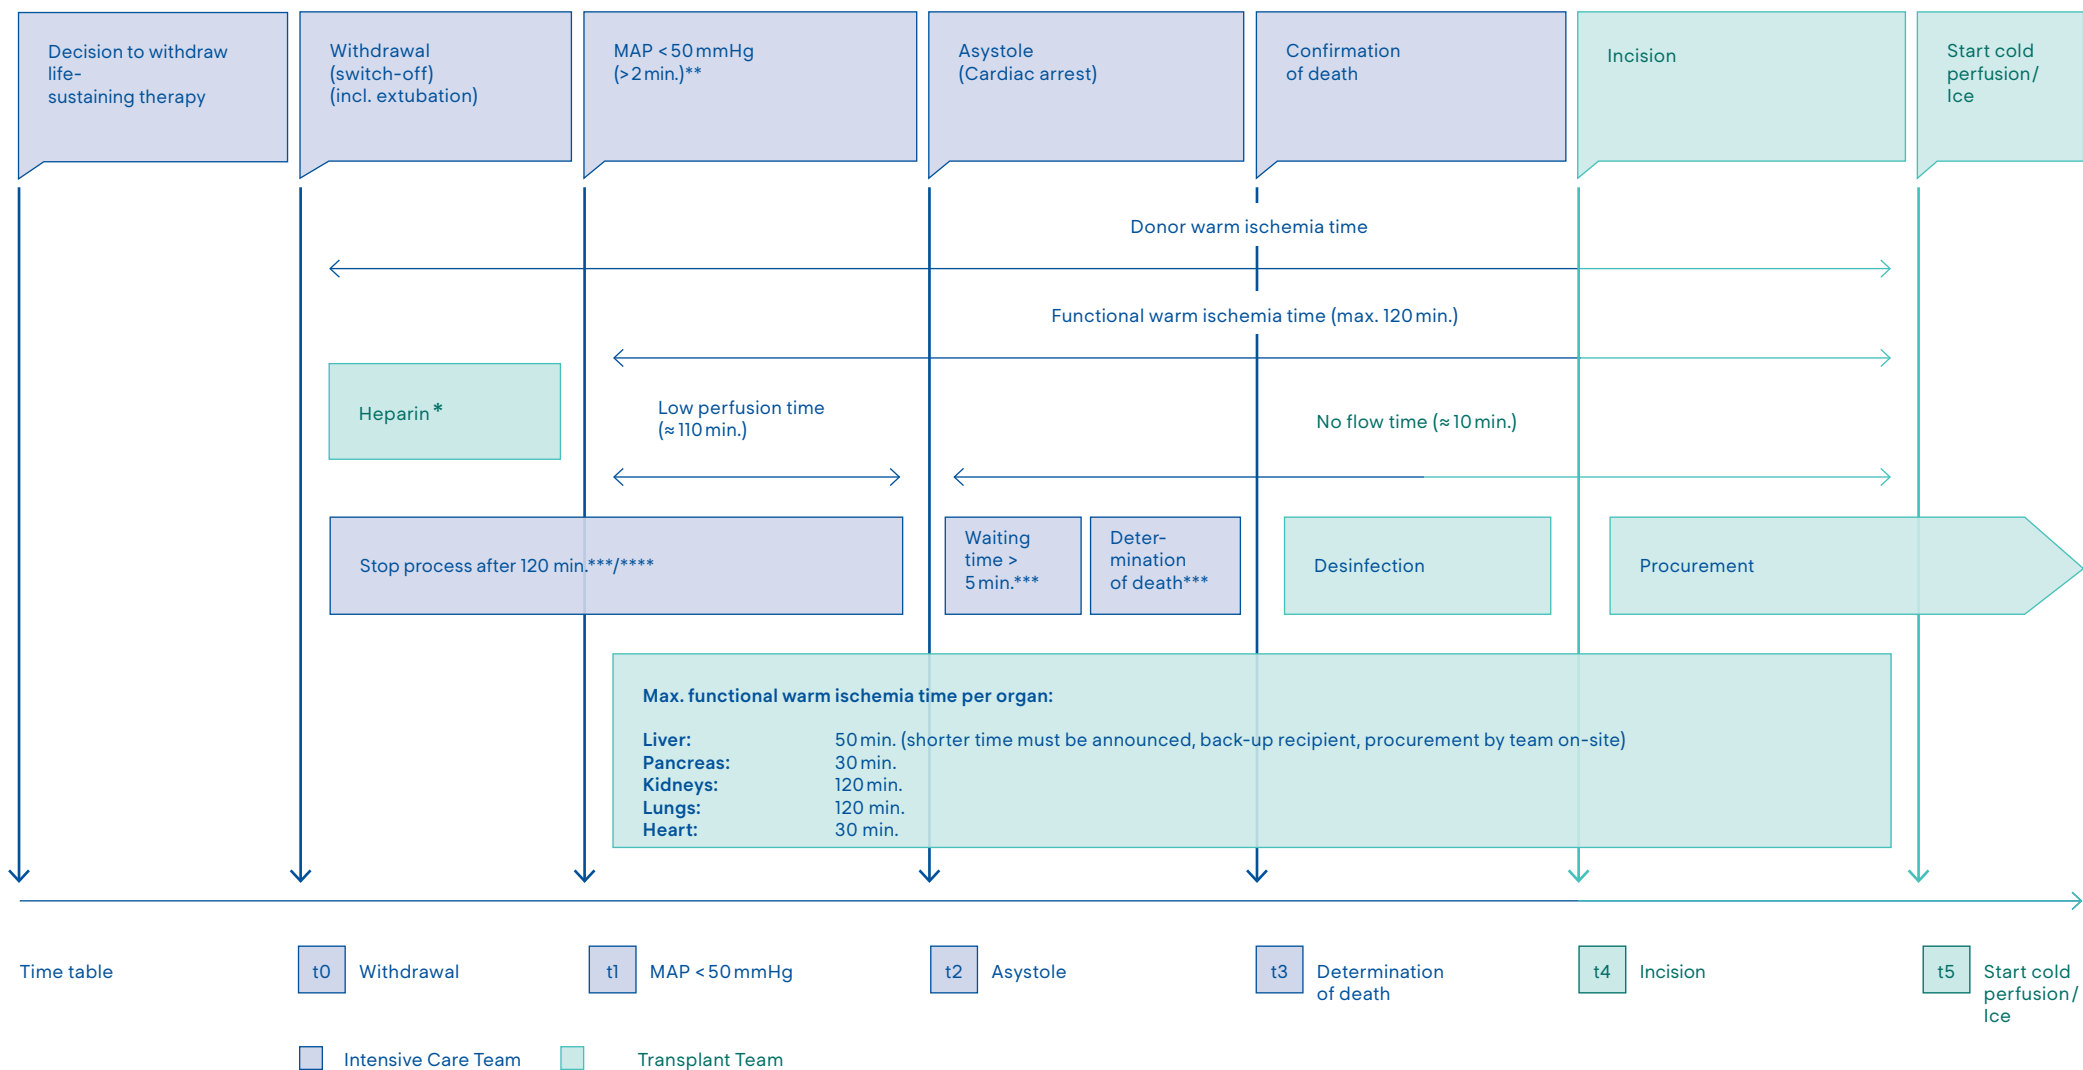 Decision to withdraw
life-
sustaining therapy
Withdrawal
(switch-off)
(incl. extubation)
MAP < 50 mmHg
(> 2 min.)**
Asystole
(Cardiac arrest)
Confirmation
of death
Incision
Start cold
perfusion/
Ice
Donor warm ischemia time
Functional warm ischemia time (max. 120 min.)
Heparin *
Low perfusion time
(≈ 110 min.)
No flow time (≈ 10 min.)
Stop process after 120 min.***/****
Waiting
time >
5 min.***
Deter-
mination
of death***
Desinfection
Procurement
Max. functional warm ischemia time per organ:
Liver: 50 min. (shorter time must be announced, back-up recipient, procurement by team on-site)
Pancreas: 30 min.
Kidneys: 120 min.
Lungs: 120 min.
Heart: 30 min.
Time table
t0 Withdrawal
t1 MAP < 50 mmHg
t2 Asystole
t3 Determination
of death
t4 Incision
t5 Start cold
perfusion/
Ice
Intensive Care Team
Transplant Team